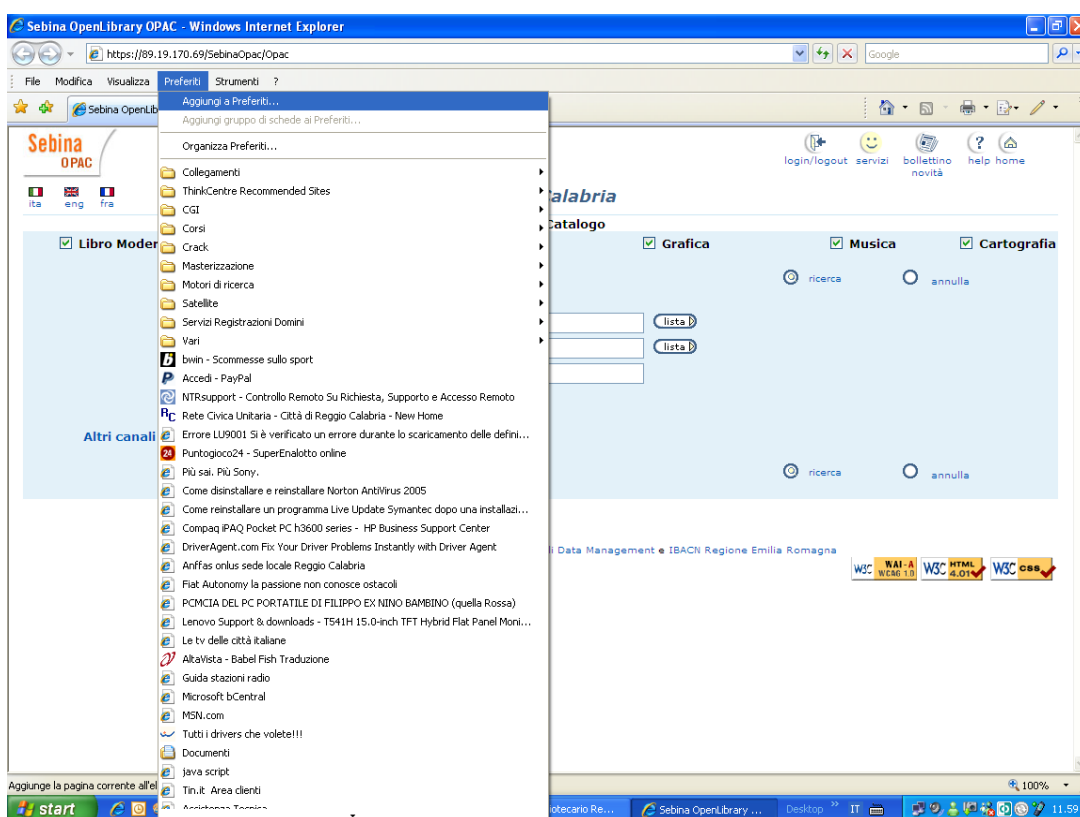 Sebina OpenLibrary OPAC - Windows Internet Explorer
https://89.19.170.69/SebinaOpac/Opac
Google
File Modifica Visualizza Preferiti Strumenti ?
Sebina OpenLib
Aggiungi a Preferiti...
Aggiungi gruppo di schede ai Preferiti...
Organizza Preferiti...
Collegamenti
ThinkCentre Recommended Sites
CGI
Corsi
Crack
Masterizzazione
Motori di ricerca
Satellite
Servizi Registrazioni Domini
Vari
bwin - Scommesse sullo sport
Accedi - PayPal
NTRsupport - Controllo Remoto Su Richiesta, Supporto e Accesso Remoto
Rete Civica Unitaria - Città di Reggio Calabria - New Home
Errore LU9001 Si è verificato un errore durante lo scaricamento delle defini...
Puntogioco24 - SuperEnalotto online
Più sai. Più Sony.
Come disinstallare e reinstallare Norton AntiVirus 2005
Come reinstallare un programma Live Update Symantec dopo una installazi...
Compaq iPAQ Pocket PC h3600 series - HP Business Support Center
DriverAgent.com Fix Your Driver Problems Instantly with Driver Agent
Anffas onlus sede locale Reggio Calabria
Fiat Autonomy la passione non conosce ostacoli
PCMCIA DEL PC PORTATILE DI FILIPPO EX NINO BAMBINO (quella Rossa)
Lenovo Support & downloads - T541H 15.0-inch TFT Hybrid Flat Panel Moni...
Le tv delle città italiane
AltaVista - Babel Fish Traduzione
Guida stazioni radio
Microsoft bCentral
MSN.com
Tutti i drivers che volete!!!
Documenti
java script
Tin.it Area clienti
Assistenza Tecnica
Sebina
OPAC
ita eng fra
login/logout servizi bollettino novità help home
alabria
Catalogo
Libro Moder Grafica Musica Cartografia
ricerca annulla
lista
lista
Altri canali
ricerca annulla
i Data Management e IBACN Regione Emilia Romagna
W3C WAI-A WCAG 1.0 W3C HTML 4.01 W3C css
Aggiunge la pagina corrente all'el
100%
start
iotecario Re...
Sebina OpenLibrary ...
Desktop
IT
11.59